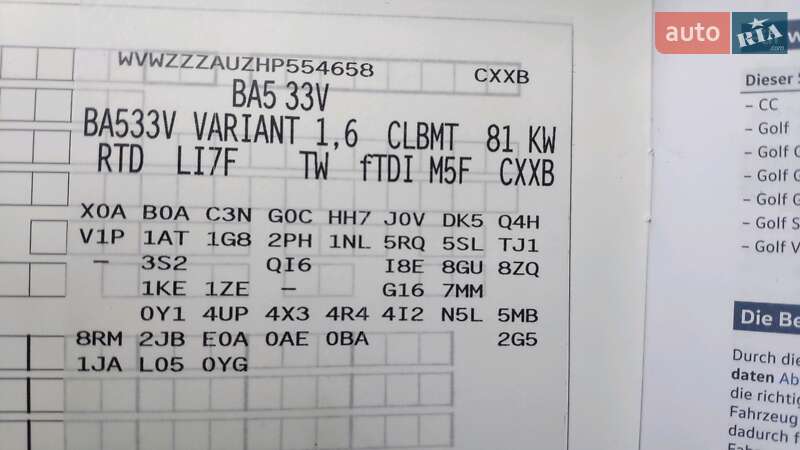 WVWZZZAUZHP554658 CXXB
BA5 33V
BA533V VARIANT 1,6 CLBMT 81 KW
RTD LI7F TW fTDI M5F CXXB
X0A B0A C3N G0C HH7 J0V DK5 Q4H
V1P 1AT 1G8 2PH 1NL 5RQ 5SL TJ1
– 3S2 QI6 I8E 8GU 8ZQ
1KE 1ZE – G16 7MM
0Y1 4UP 4X3 4R4 4I2 N5L 5MB
8RM 2JB E0A 0AE 0BA 2G5
1JA L05 0YG
auto RIA .com
Dieser S
– CC
– Golf
– Golf C
– Golf G
– Golf G
– Golf S
– Golf V
Die Be
Durch die
daten Ab
die richtig
Fahrzeug
dadurch f